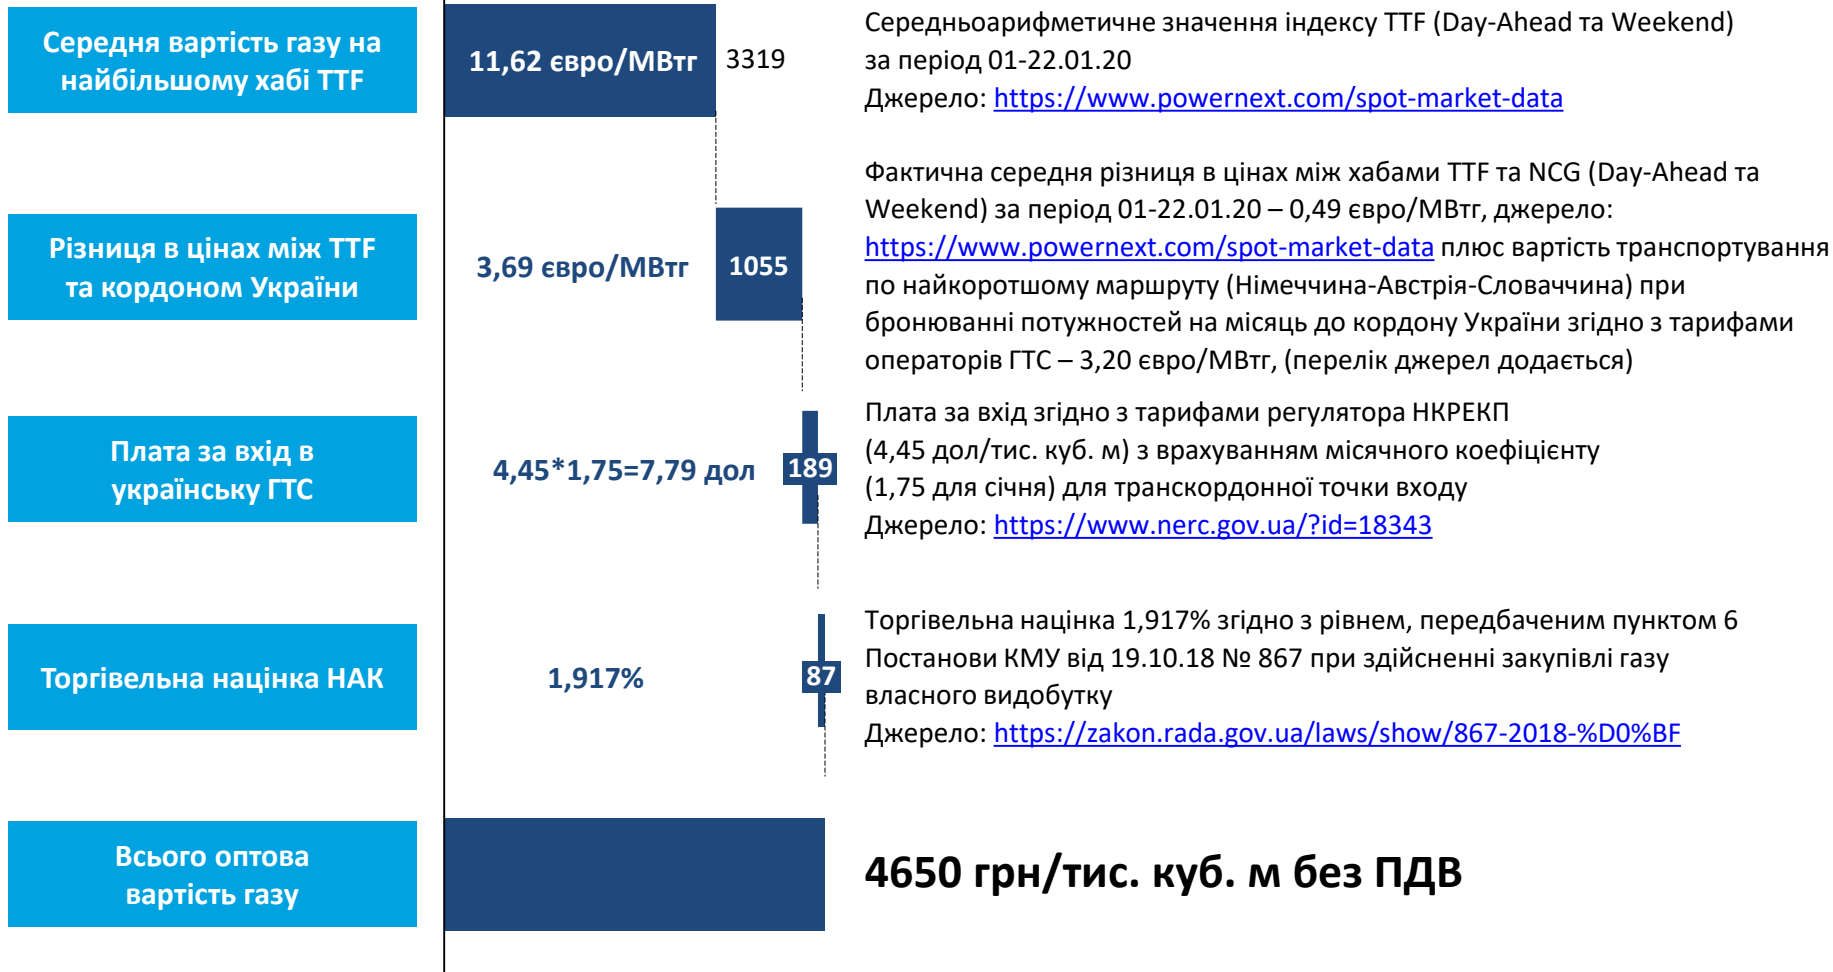 Середня вартість газу на
найбільшому хабі TTF
11,62 євро/МВтг
3319
Середньоарифметичне значення індексу TTF (Day-Ahead та Weekend)
за період 01-22.01.20
Джерело: https://www.powernext.com/spot-market-data
Різниця в цінах між TTF
та кордоном України
3,69 євро/МВтг
1055
Фактична середня різниця в цінах між хабами TTF та NCG (Day-Ahead та
Weekend) за період 01-22.01.20 – 0,49 євро/МВтг, джерело:
https://www.powernext.com/spot-market-data плюс вартість транспортування
по найкоротшому маршруту (Німеччина-Австрія-Словаччина) при
бронюванні потужностей на місяць до кордону України згідно з тарифами
операторів ГТС – 3,20 євро/МВтг, (перелік джерел додається)
Плата за вхід в
українську ГТС
4,45*1,75=7,79 дол
189
Плата за вхід згідно з тарифами регулятора НКРЕКП
(4,45 дол/тис. куб. м) з врахуванням місячного коефіцієнту
(1,75 для січня) для транскордонної точки входу
Джерело: https://www.nerc.gov.ua/?id=18343
Торгівельна націнка НАК
1,917%
87
Торгівельна націнка 1,917% згідно з рівнем, передбаченим пунктом 6
Постанови КМУ від 19.10.18 № 867 при здійсненні закупівлі газу
власного видобутку
Джерело: https://zakon.rada.gov.ua/laws/show/867-2018-%D0%BF
Всього оптова
вартість газу
4650 грн/тис. куб. м без ПДВ